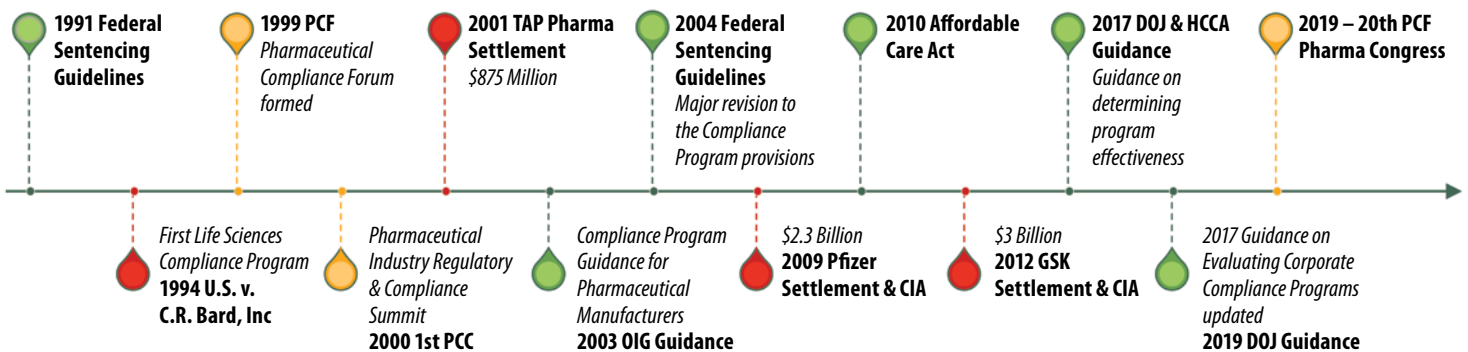 1991 Federal
Sentencing
Guidelines
1999 PCF
Pharmaceutical
Compliance Forum
formed
2001 TAP Pharma
Settlement
$875 Million
2004 Federal
Sentencing
Guidelines
Major revision to
the Compliance
Program provisions
2010 Affordable
Care Act
2017 DOJ & HCCA
Guidance
Guidance on
determining
program
effectiveness
2019 – 20th PCF
Pharma Congress
First Life Sciences
Compliance Program
1994 U.S. v.
C.R. Bard, Inc
Pharmaceutical
Industry Regulatory
& Compliance
Summit
2000 1st PCC
Compliance Program
Guidance for
Pharmaceutical
Manufacturers
2003 OIG Guidance
$2.3 Billion
2009 Pfizer
Settlement & CIA
$3 Billion
2012 GSK
Settlement & CIA
2017 Guidance on
Evaluating Corporate
Compliance Programs
updated
2019 DOJ Guidance